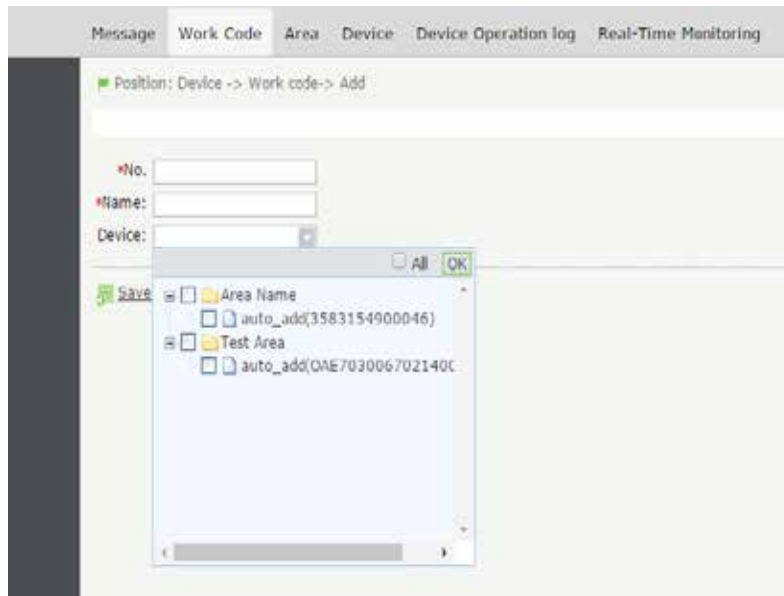 Message Work Code Area Device Device Operation log Real-Time Monitoring
Position: Device -> Work code-> Add
*No.
*Name:
Device:
All OK
Save
Area Name
auto_add(3583154900046)
Test Area
auto_add(OAE7030067021400